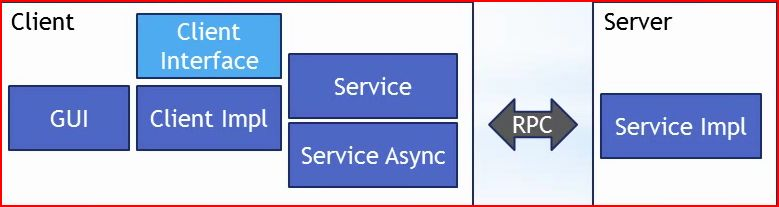 Client
Client
Interface
GUI
Client Impl
Service
Service Async
RPC
Server
Service Impl